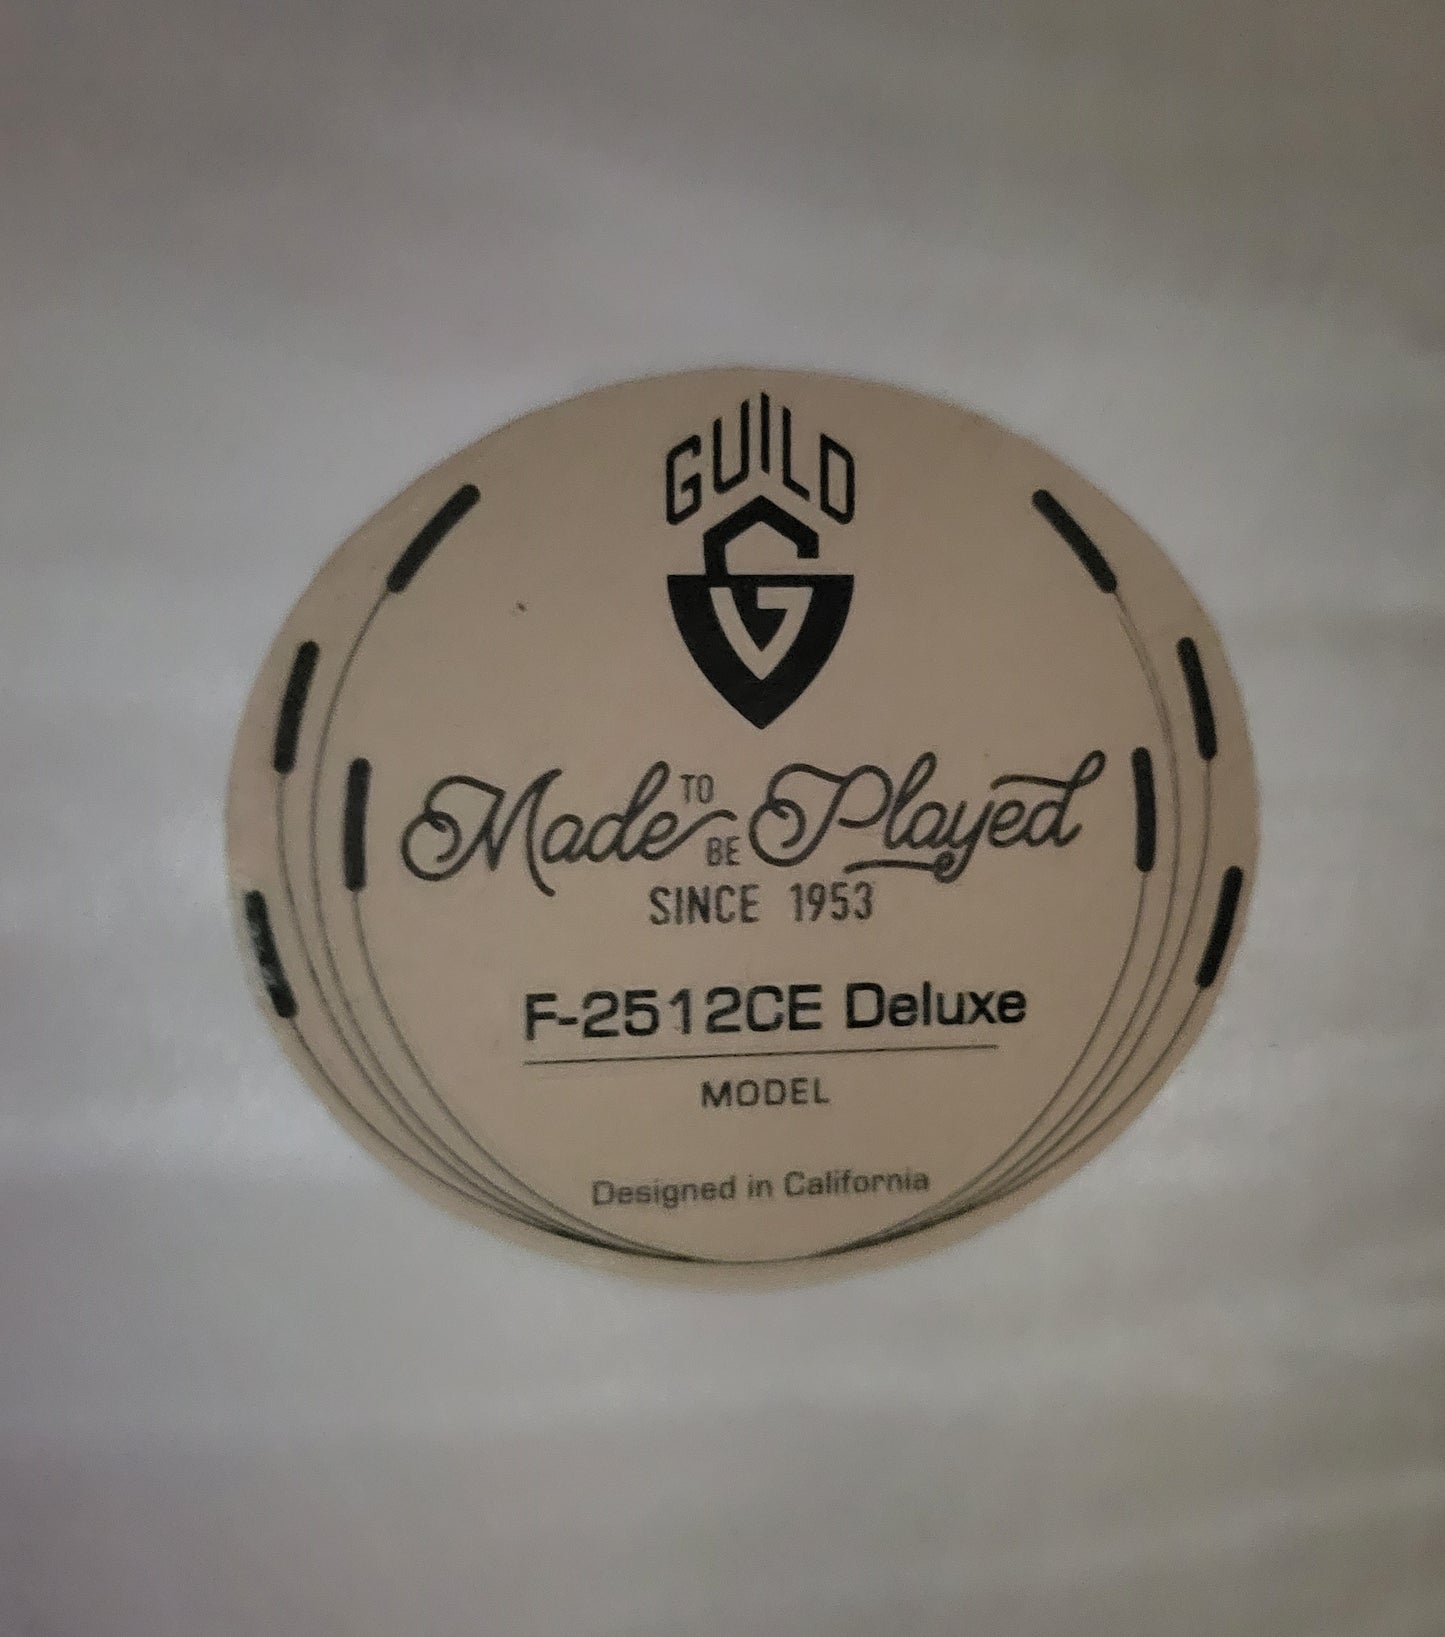 GUILD
G
Made TO BE Played
SINCE 1953
F-2512CE Deluxe
MODEL
Designed in California